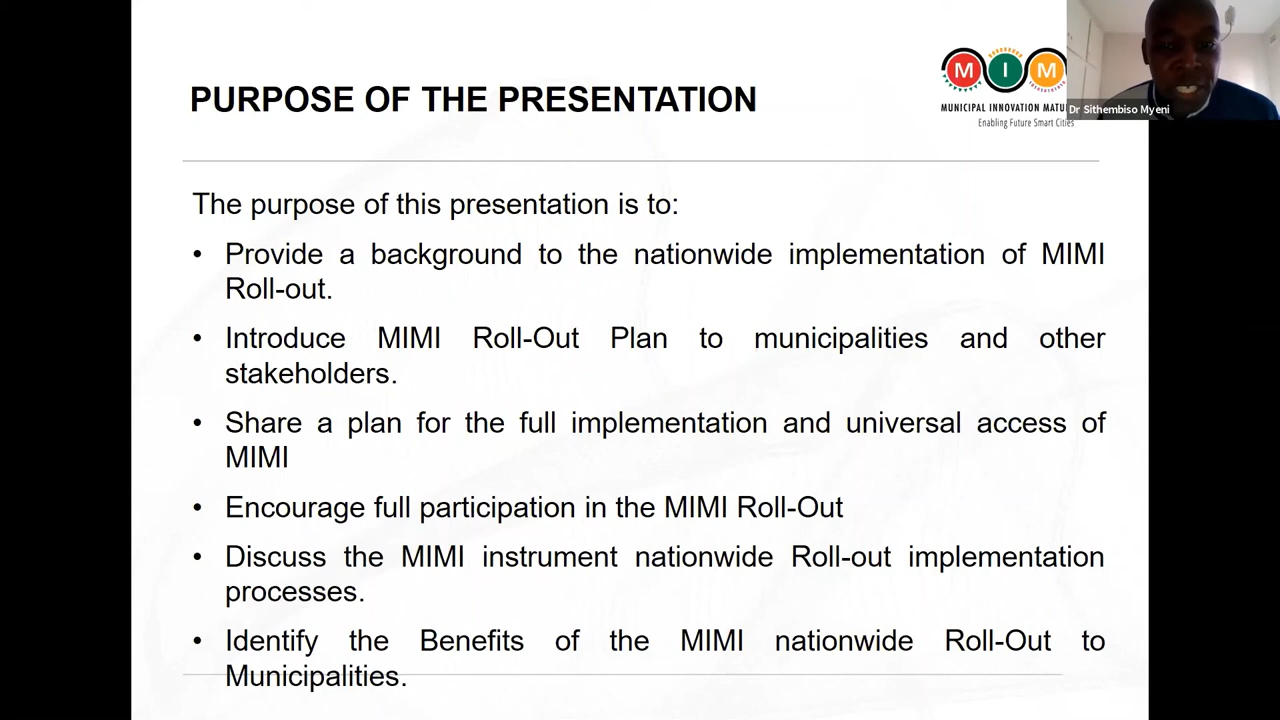 PURPOSE OF THE PRESENTATION
M I M
MUNICIPAL INNOVATION
Enabling Future Smart Cities
Dr Sithembiso Myeni
The purpose of this presentation is to:
• Provide a background to the nationwide implementation of MIMI
Roll-out.
• Introduce MIMI Roll-Out Plan to municipalities and other
stakeholders.
• Share a plan for the full implementation and universal access of
MIMI
• Encourage full participation in the MIMI Roll-Out
• Discuss the MIMI instrument nationwide Roll-out implementation
processes.
• Identify the Benefits of the MIMI nationwide Roll-Out to
Municipalities.